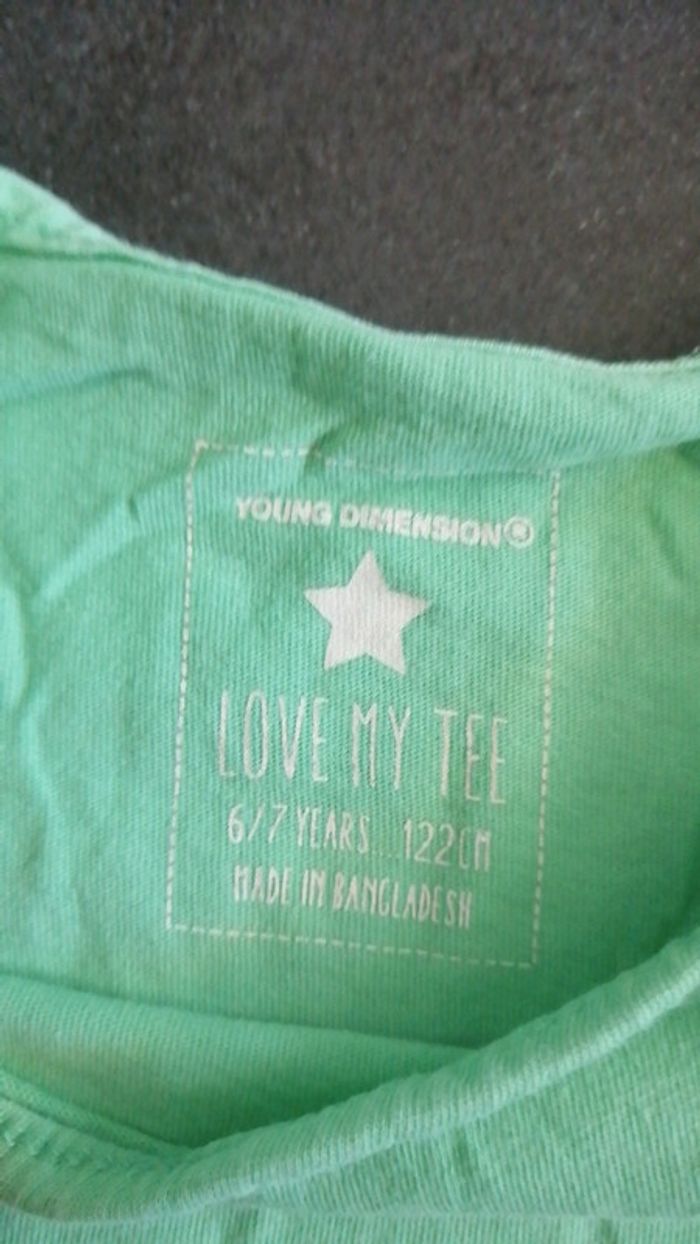 YOUNG DIMENSION®
LOVE MY TEE
6/7 YEARS...122CM
MADE IN BANGLADESH